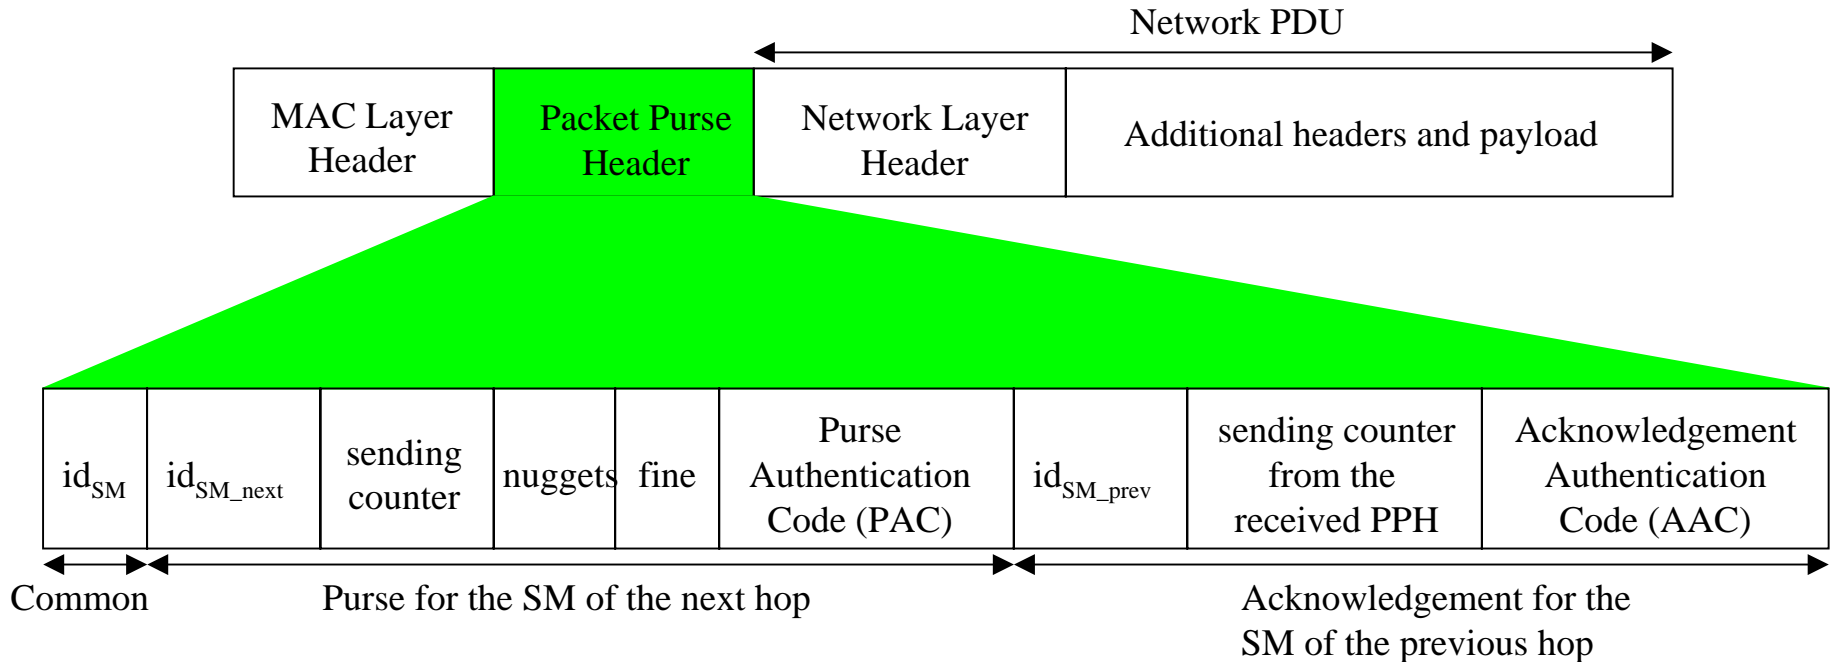 Network PDU
MAC Layer
Header
Packet Purse
Header
Network Layer
Header
Additional headers and payload
id_SM
id_SM_next
sending
counter
nuggets
fine
Purse
Authentication
Code (PAC)
id_SM_prev
sending counter
from the
received PPH
Acknowledgement
Authentication
Code (AAC)
Common
Purse for the SM of the next hop
Acknowledgement for the
SM of the previous hop